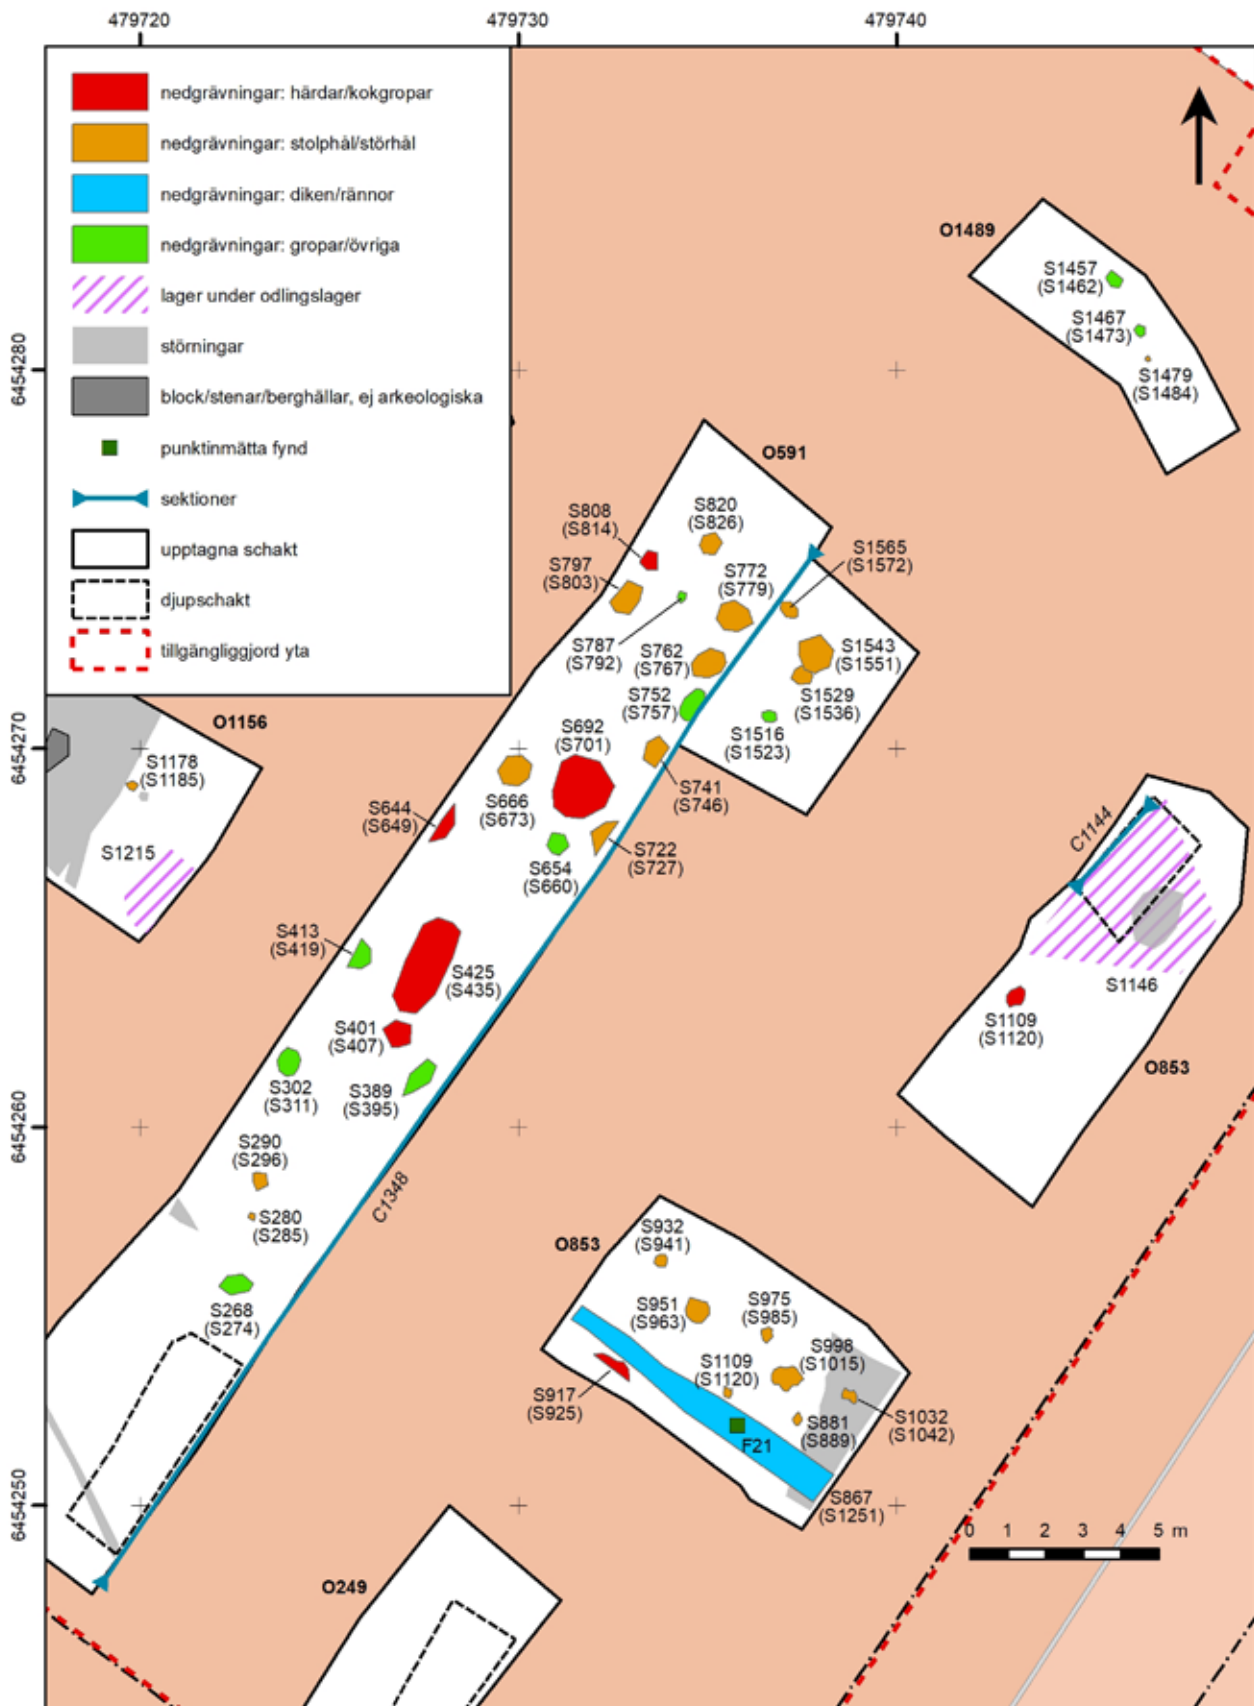 479720
479730
479740
nedgrävningar: härdar/kokgropar
nedgrävningar: stolphål/störhål
nedgrävningar: diken/rännor
nedgrävningar: gropar/övriga
lager under odlingslager
störningar
block/stenar/berghällar, ej arkeologiska
punktinmätta fynd
sektioner
upptagna schakt
djupschakt
tillgängliggjord yta
6454280
6454270
6454260
6454250
O1489
S1457
(S1462)
S1467
(S1473)
S1479
(S1484)
O591
S808
(S814)
S820
(S826)
S797
(S803)
S772
(S779)
S1565
(S1572)
S787
(S792)
S762
(S767)
S1543
(S1551)
S752
(S757)
S1529
(S1536)
S1516
(S1523)
S692
(S701)
S741
(S746)
S666
(S673)
S644
(S649)
S722
(S727)
S654
(S660)
O1156
S1178
(S1185)
S1215
C1144
S1146
S1109
(S1120)
O853
S413
(S419)
S425
(S435)
S401
(S407)
S302
(S311)
S389
(S395)
S290
(S296)
S280
(S285)
C1348
S268
(S274)
O853
S932
(S941)
S951
(S963)
S975
(S985)
S998
(S1015)
S1109
(S1120)
S917
(S925)
S881
(S889)
S1032
(S1042)
F21
S867
(S1251)
O249
0 1 2 3 4 5 m